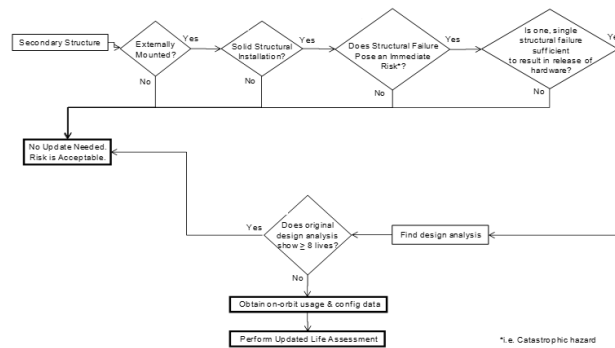 Secondary Structure
Externally
Mounted?
Yes
No
Solid Structural
Installation?
Yes
No
Does Structural Failure
Pose an Immediate
Risk*?
Yes
No
Is one, single
structural failure
sufficient
to result in release of
hardware?
Yes
No
No Update Needed.
Risk is Acceptable.
Does original
design analysis
show ≥ 8 lives?
Yes
No
Find design analysis
Obtain on-orbit usage & config data
Perform Updated Life Assessment
*i.e. Catastrophic hazard